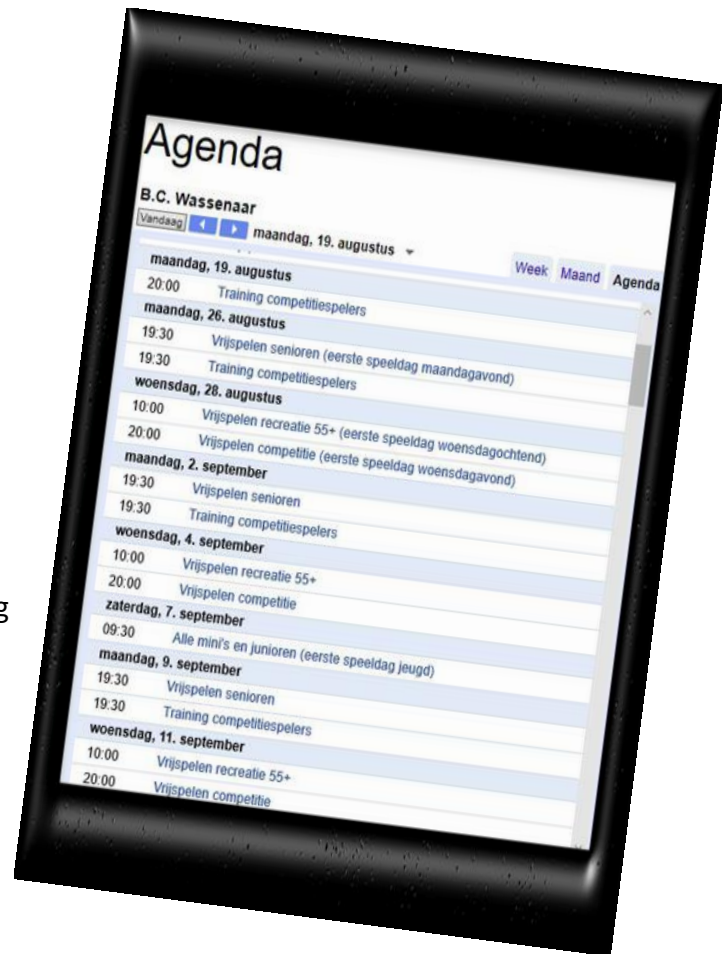 Agenda
B.C. Wassenaar
Vandaag maandag, 19. augustus
Week Maand Agenda
maandag, 19. augustus
20:00 Training competitiespelers
maandag, 26. augustus
19:30 Vrijspelen senioren (eerste speeldag maandagavond)
19:30 Training competitiespelers
woensdag, 28. augustus
10:00 Vrijspelen recreatie 55+ (eerste speeldag woensdagochtend)
20:00 Vrijspelen competitie (eerste speeldag woensdagavond)
maandag, 2. september
19:30 Vrijspelen senioren
19:30 Training competitiespelers
woensdag, 4. september
10:00 Vrijspelen recreatie 55+
20:00 Vrijspelen competitie
zaterdag, 7. september
09:30 Alle mini's en junioren (eerste speeldag jeugd)
maandag, 9. september
19:30 Vrijspelen senioren
19:30 Training competitiespelers
woensdag, 11. september
10:00 Vrijspelen recreatie 55+
20:00 Vrijspelen competitie
g